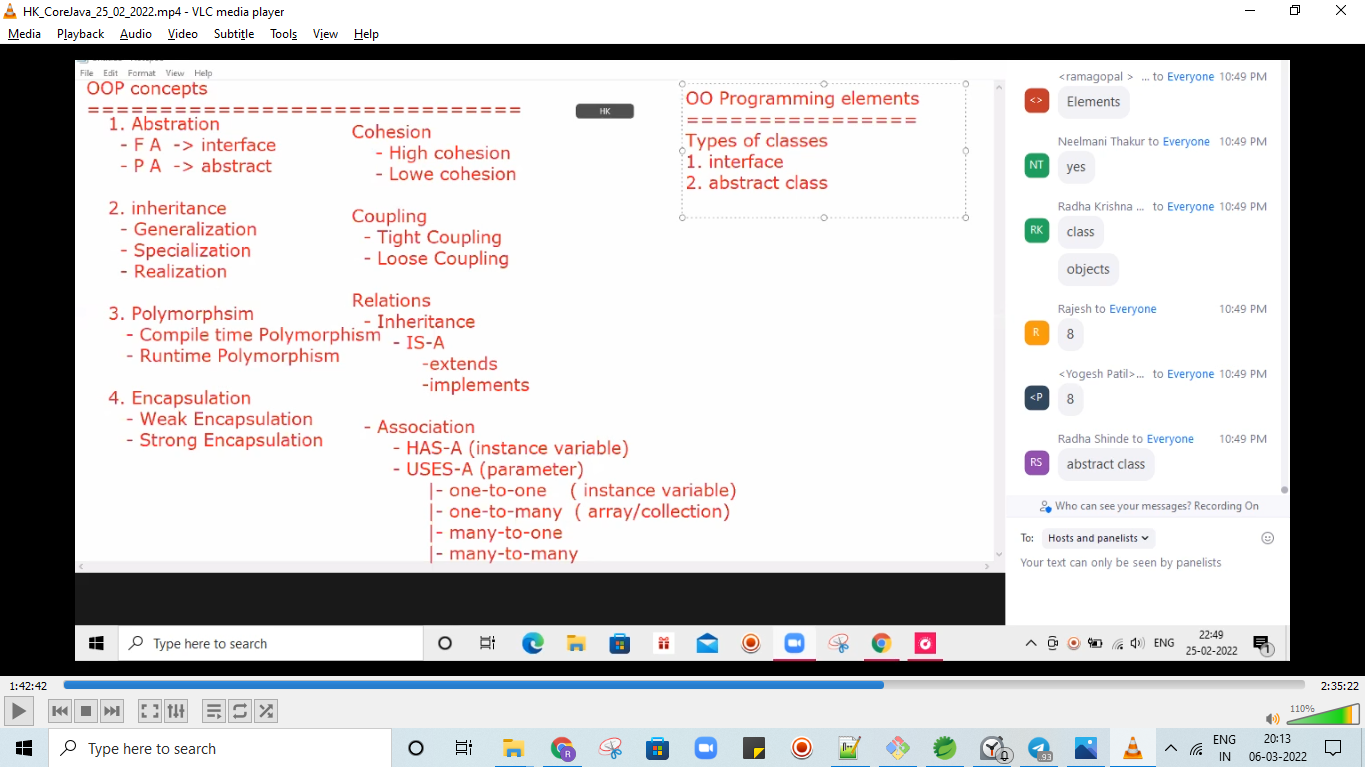 HK_CoreJava_25_02_2022.mp4 - VLC media player
Media Playback Audio Video Subtitle Tools View Help
File Edit Format View Help
OOP concepts
==============================
1. Abstration
- F A -> interface
- P A -> abstract
2. inheritance
- Generalization
- Specialization
- Realization
3. Polymorphsim
- Compile time Polymorphism
- Runtime Polymorphism
4. Encapsulation
- Weak Encapsulation
- Strong Encapsulation
Cohesion
- High cohesion
- Lowe cohesion
Coupling
- Tight Coupling
- Loose Coupling
Relations
- Inheritance
- IS-A
-extends
-implements
- Association
- HAS-A (instance variable)
- USES-A (parameter)
|- one-to-one ( instance variable)
|- one-to-many ( array/collection)
|- many-to-one
|- many-to-many
HK
OO Programming elements
================
Types of classes
1. interface
2. abstract class
<ramagopal > ... to Everyone 10:49 PM
<>
Elements
Neelmani Thakur to Everyone 10:49 PM
NT
yes
Radha Krishna ... to Everyone 10:49 PM
RK
class
objects
Rajesh to Everyone 10:49 PM
R
8
<Yogesh Patil>... to Everyone 10:49 PM
<P
8
Radha Shinde to Everyone 10:49 PM
RS
abstract class
Who can see your messages? Recording On
To: Hosts and panelists
Your text can only be seen by panelists
Type here to search
ENG
22:49
25-02-2022
1
1:42:42
2:35:22
110%
Type here to search
R
93
ENG
IN
20:13
06-03-2022